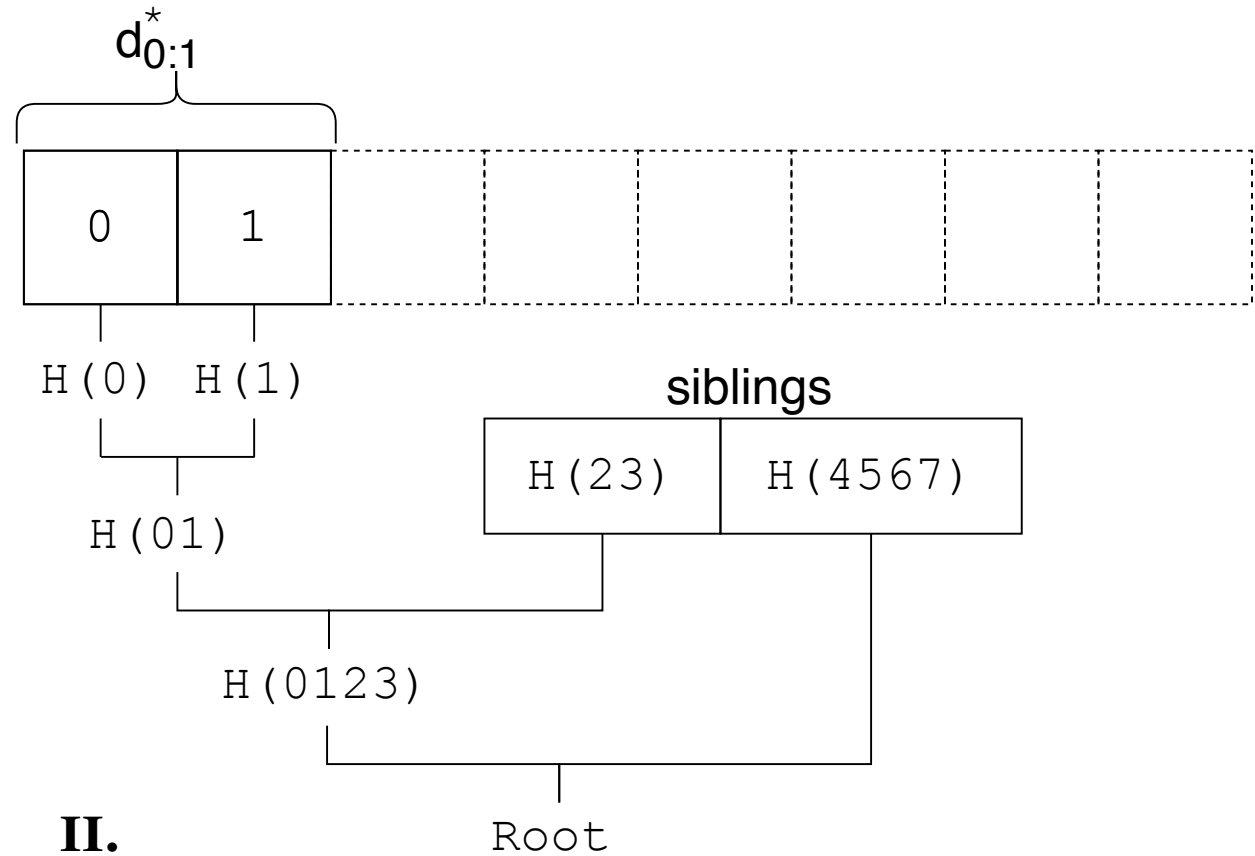 d*0:1
0 1
H(0) H(1)
siblings
H(23) H(4567)
H(01)
H(0123)
II.
Root